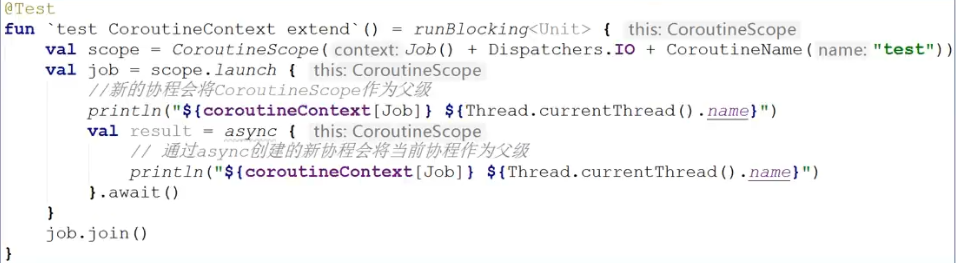 @Test
fun `test CoroutineContext extend`() = runBlocking<Unit> { this: CoroutineScope
val scope = CoroutineScope( context: Job() + Dispatchers.IO + CoroutineName( name: "test"))
val job = scope.launch { this: CoroutineScope
//新的协程会将CoroutineScope作为父级
println("${coroutineContext[Job]} ${Thread.currentThread().name}")
val result = async { this: CoroutineScope
// 通过async创建的新协程会将当前协程作为父级
println("${coroutineContext[Job]} ${Thread.currentThread().name}")
}.await()
}
job.join()
}